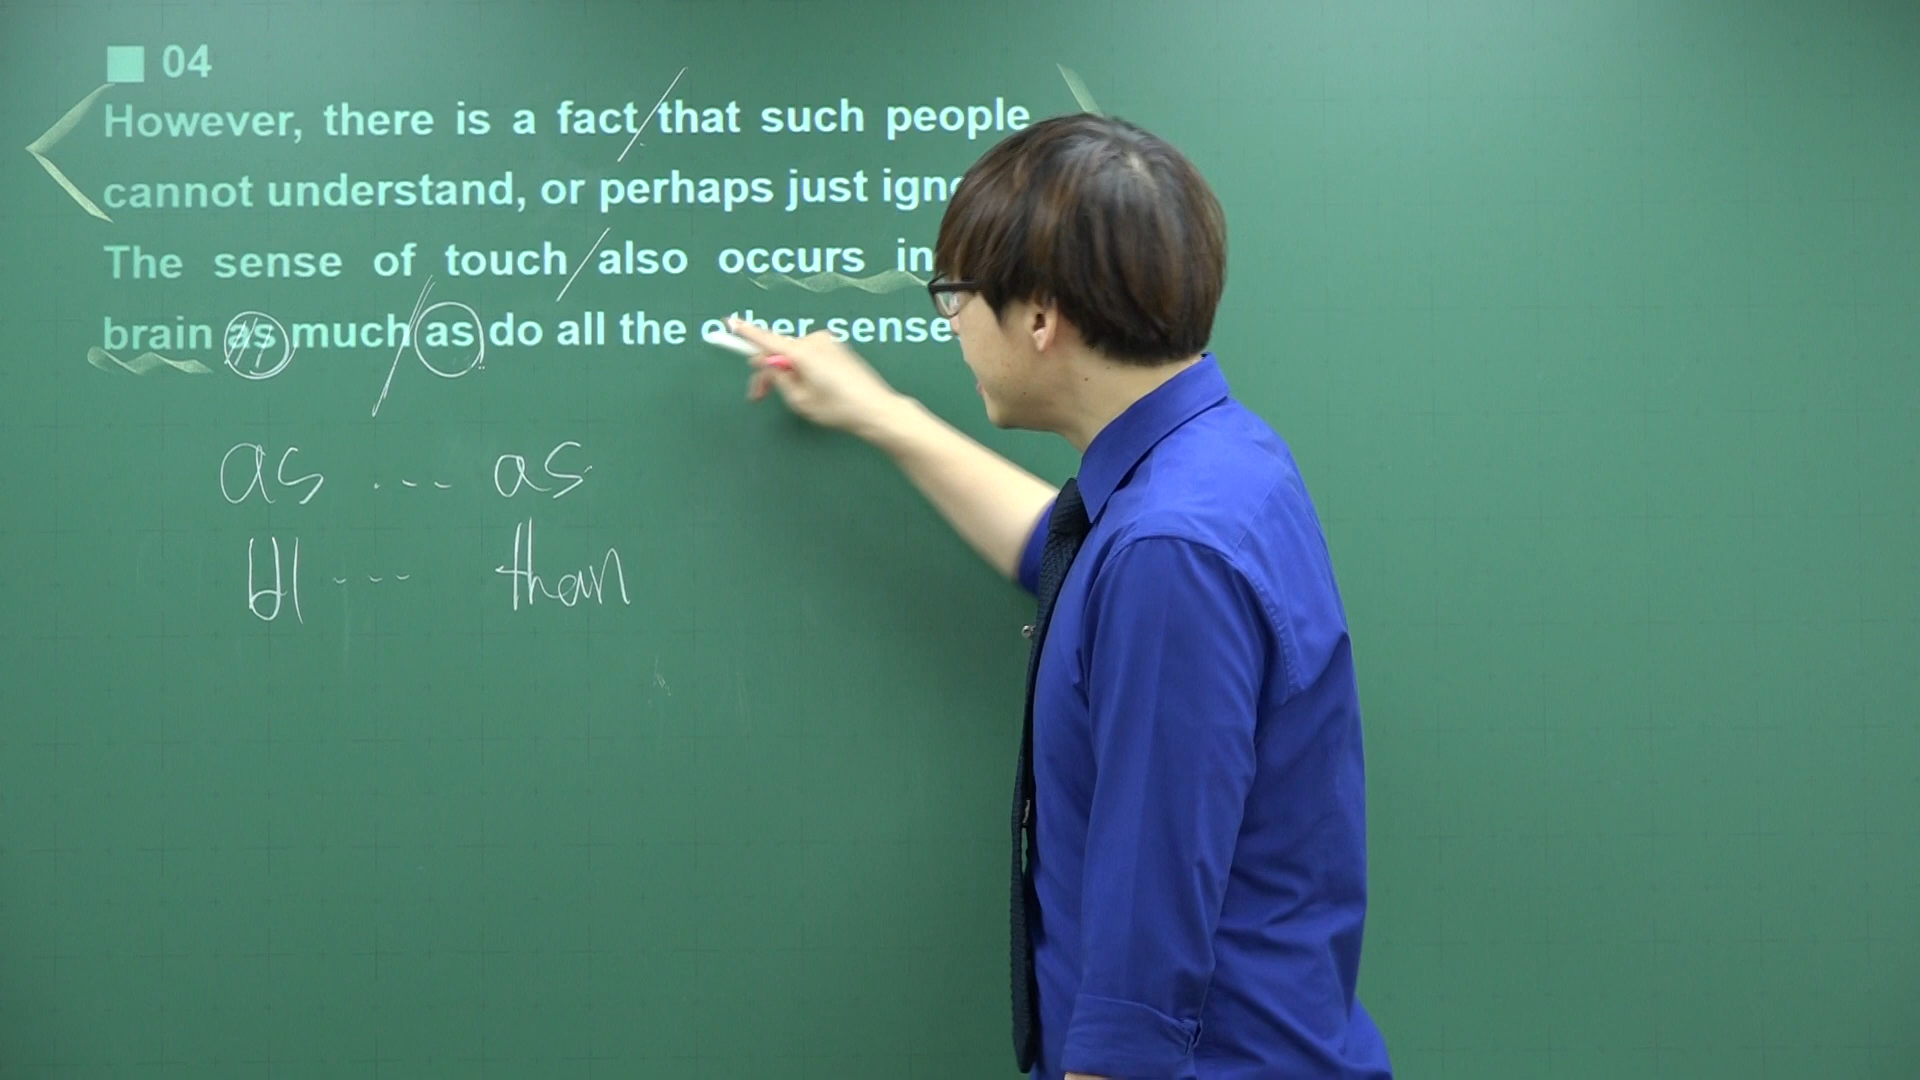 04
However, there is a fact that such people
cannot understand, or perhaps just
The sense of touch also occurs in
brain as much as do all the other sense
as ... as
비 ... than